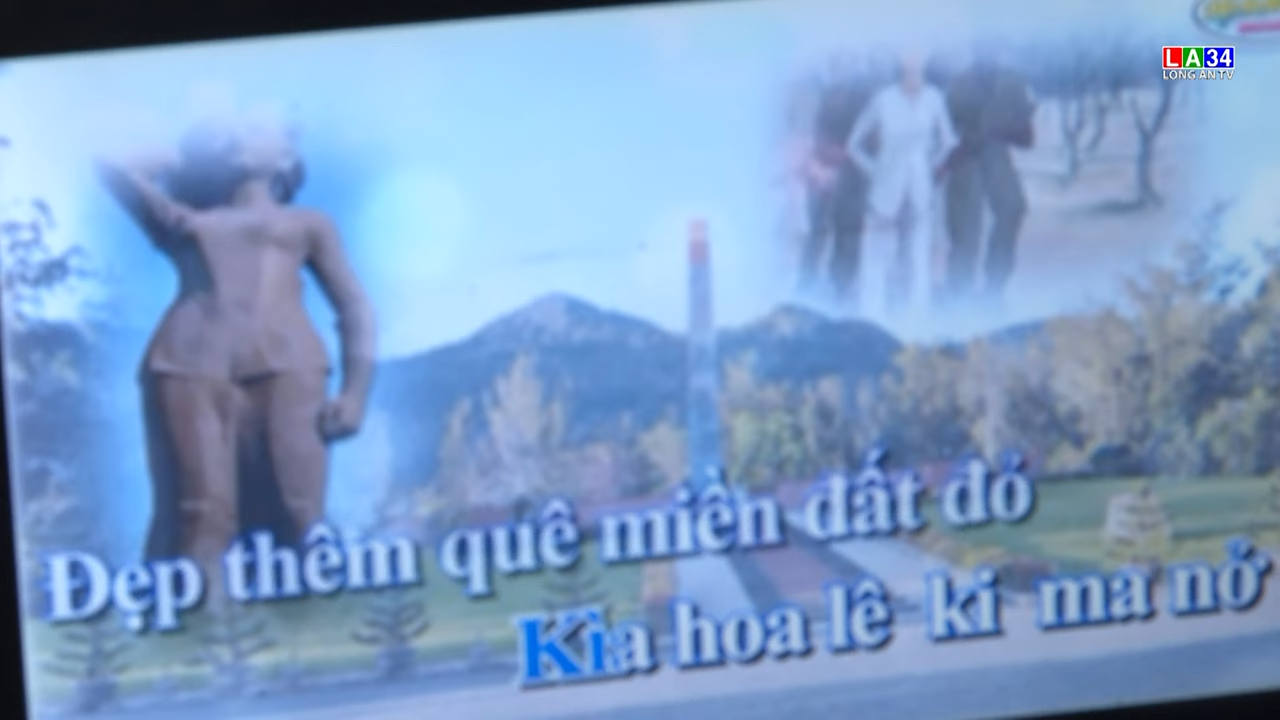 LA34
LONG AN TV
Đẹp thêm quê miền đất đỏ
Kìa hoa lê ki ma nở